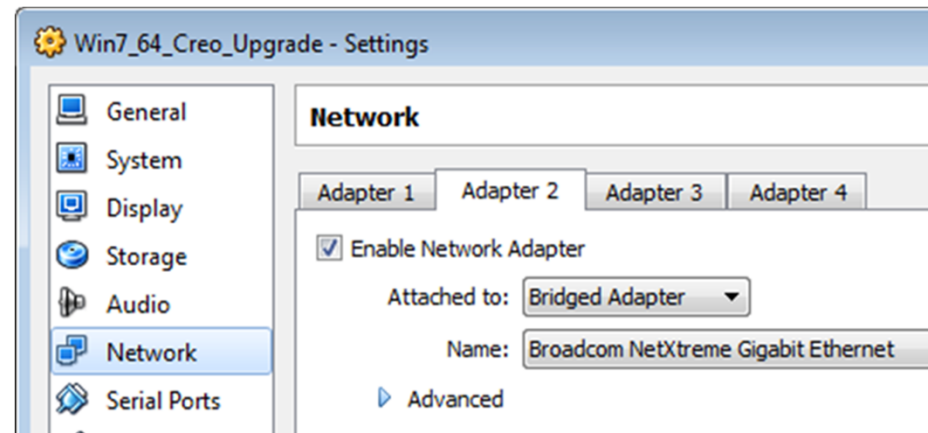 Win7_64_Creo_Upgrade - Settings
General
System
Display
Storage
Audio
Network
Serial Ports
Network
Adapter 1 Adapter 2 Adapter 3 Adapter 4
Enable Network Adapter
Attached to: Bridged Adapter
Name: Broadcom NetXtreme Gigabit Ethernet
Advanced